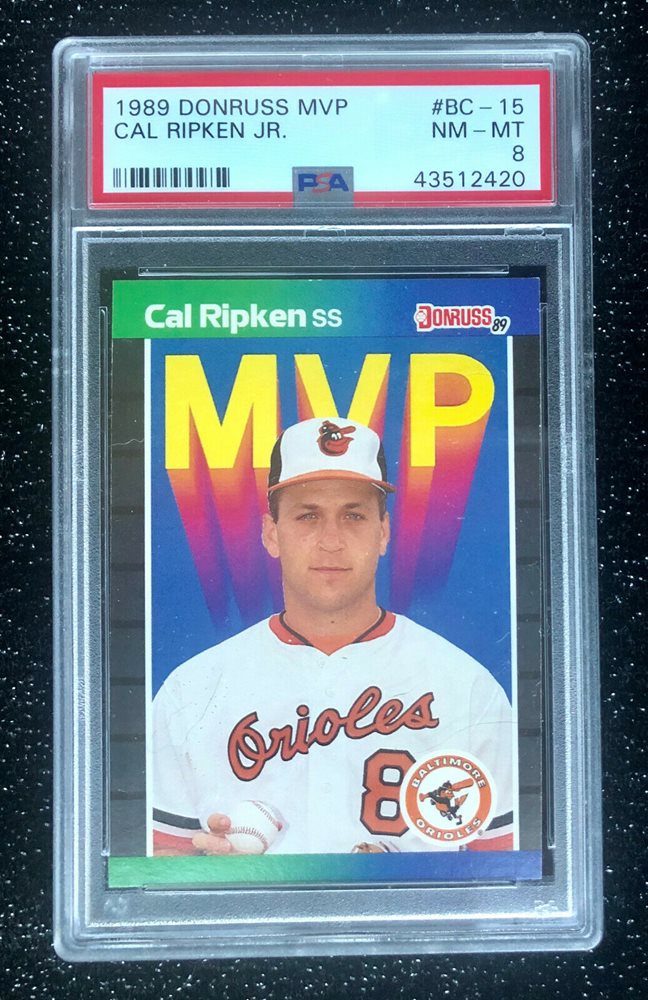 1989 DONRUSS MVP #BC-15
CAL RIPKEN JR. NM-MT
8
PSA 43512420
Cal Ripken SS DONRUSS 89
MVP
Orioles
8
BALTIMORE
ORIOLES